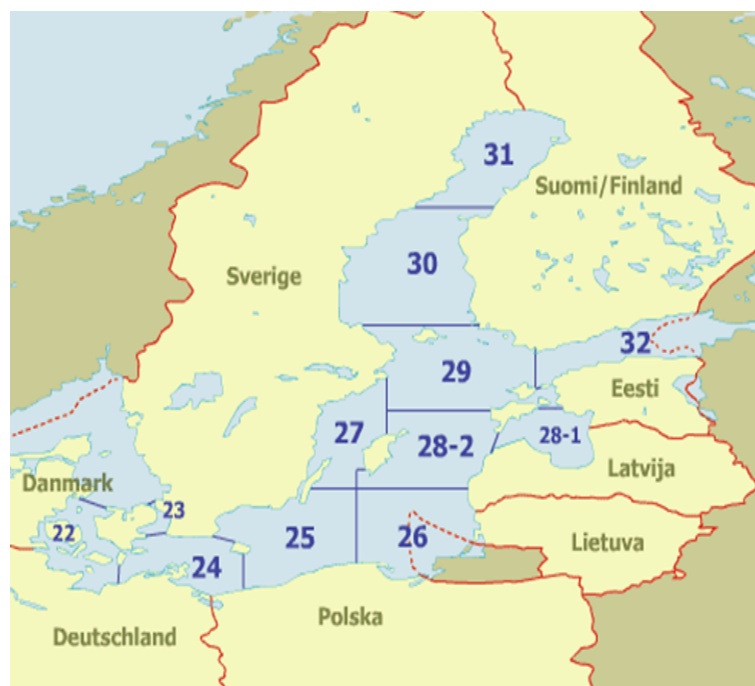 31
Suomi/Finland
30
Sverige
32
29
Eesti
27
28-2
28-1
Latvija
Danmark
23
22
25
26
Lietuva
24
Polska
Deutschland